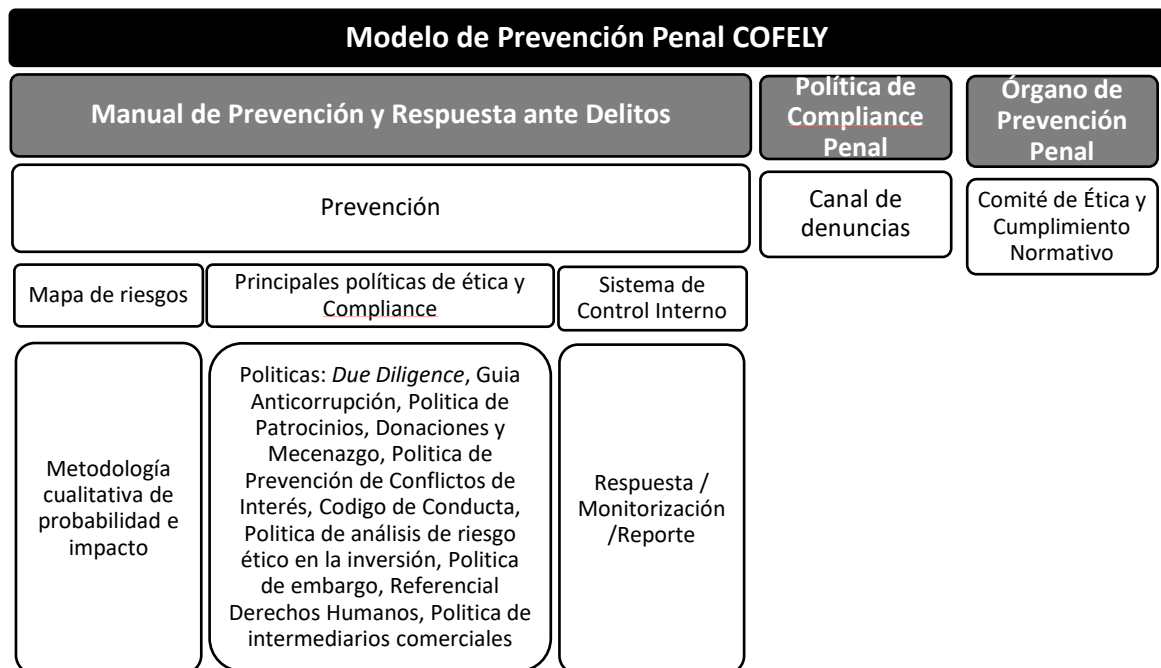 Modelo de Prevención Penal COFELY
Manual de Prevención y Respuesta ante Delitos
Política de
Compliance
Penal
Órgano de
Prevención
Penal
Prevención
Canal de
denuncias
Comité de Ética y
Cumplimiento
Normativo
Mapa de riesgos
Principales políticas de ética y
Compliance
Sistema de
Control Interno
Metodología
cualitativa de
probabilidad e
impacto
Politicas: Due Diligence, Guia
Anticorrupción, Politica de
Patrocinios, Donaciones y
Mecenazgo, Politica de
Prevención de Conflictos de
Interés, Codigo de Conducta,
Politica de análisis de riesgo
ético en la inversión, Politica
de embargo, Referencial
Derechos Humanos, Politica de
intermediarios comerciales
Respuesta /
Monitorización
/Reporte